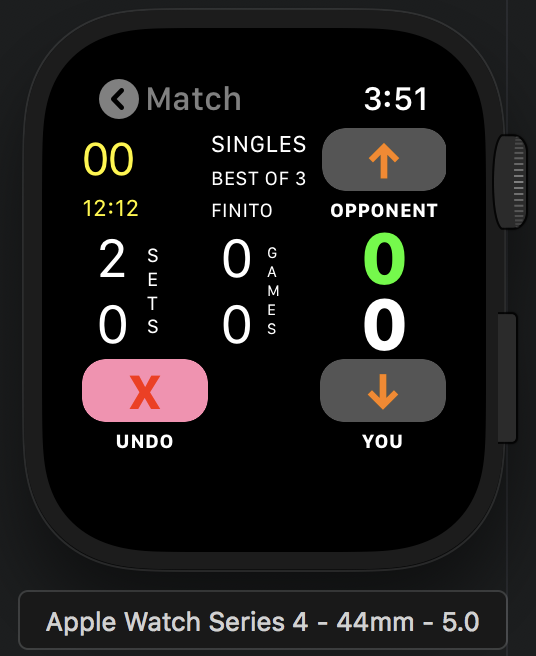 Match 3:51
00 SINGLES
BEST OF 3
12:12 FINITO OPPONENT
2 SETS 0 GAMES 0
0 0 0
X
UNDO YOU
Apple Watch Series 4 - 44mm - 5.0